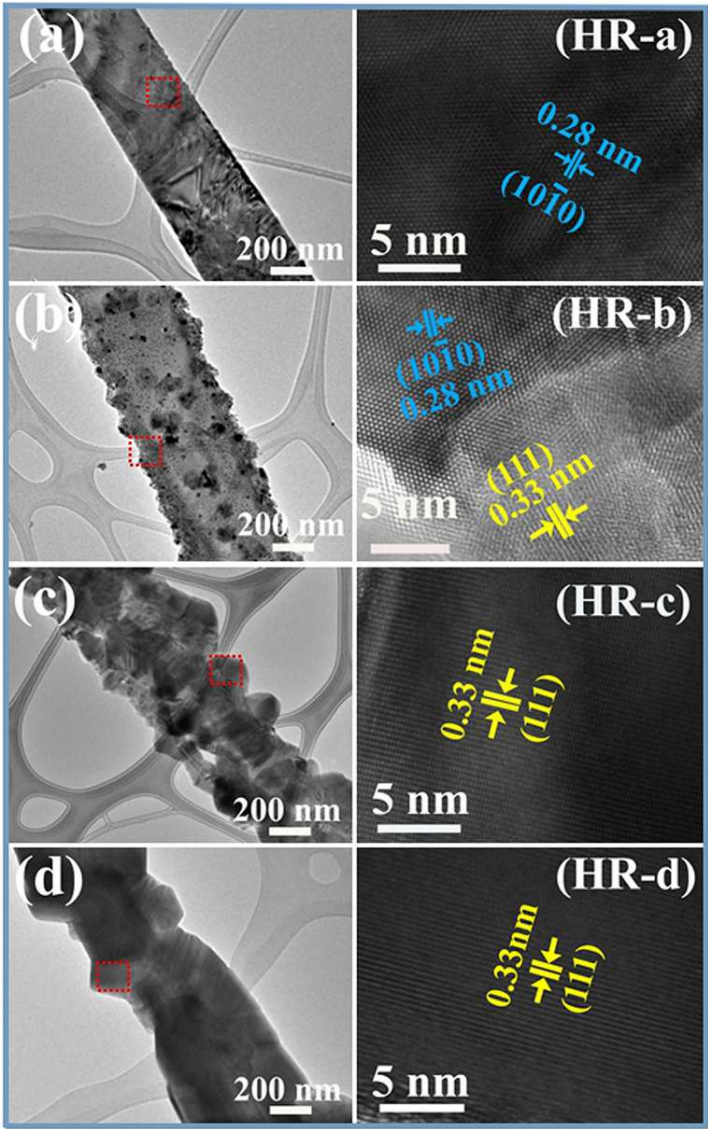 (a)
200 nm
(HR-a)
0.28 nm
(101̄0)
5 nm
(b)
200 nm
(HR-b)
(101̄0)
0.28 nm
(111)
0.33 nm
5 nm
(c)
200 nm
(HR-c)
0.33 nm
(111)
5 nm
(d)
200 nm
(HR-d)
0.33nm
(111)
5 nm